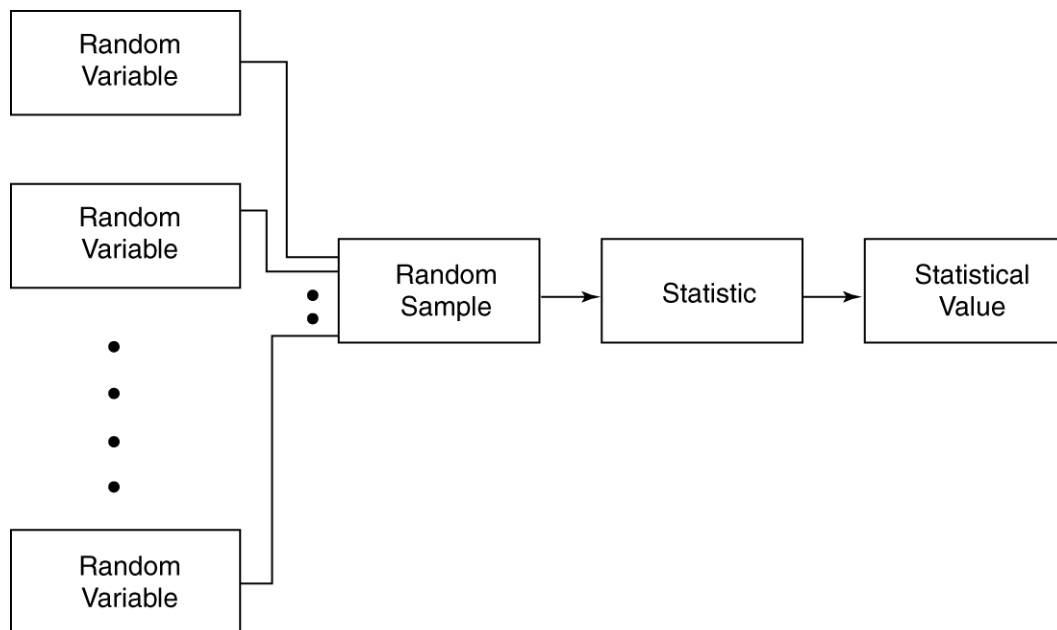 Random
Variable
Random
Variable
Random
Sample
Statistic
Statistical
Value
Random
Variable